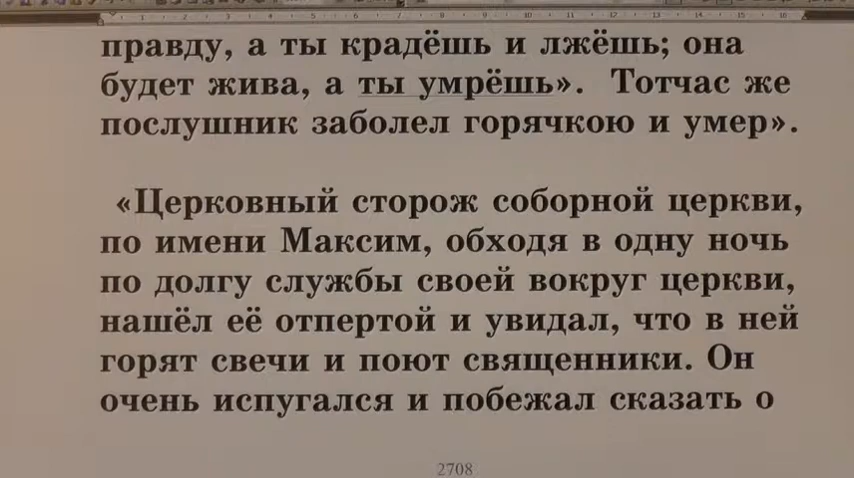 правду, а ты крадёшь и лжёшь; она
будет жива, а ты умрёшь». Тотчас же
послушник заболел горячкою и умер».
«Церковный сторож соборной церкви,
по имени Максим, обходя в одну ночь
по долгу службы своей вокруг церкви,
нашёл её отпертой и увидал, что в ней
горят свечи и поют священники. Он
очень испугался и побежал сказать о
2708